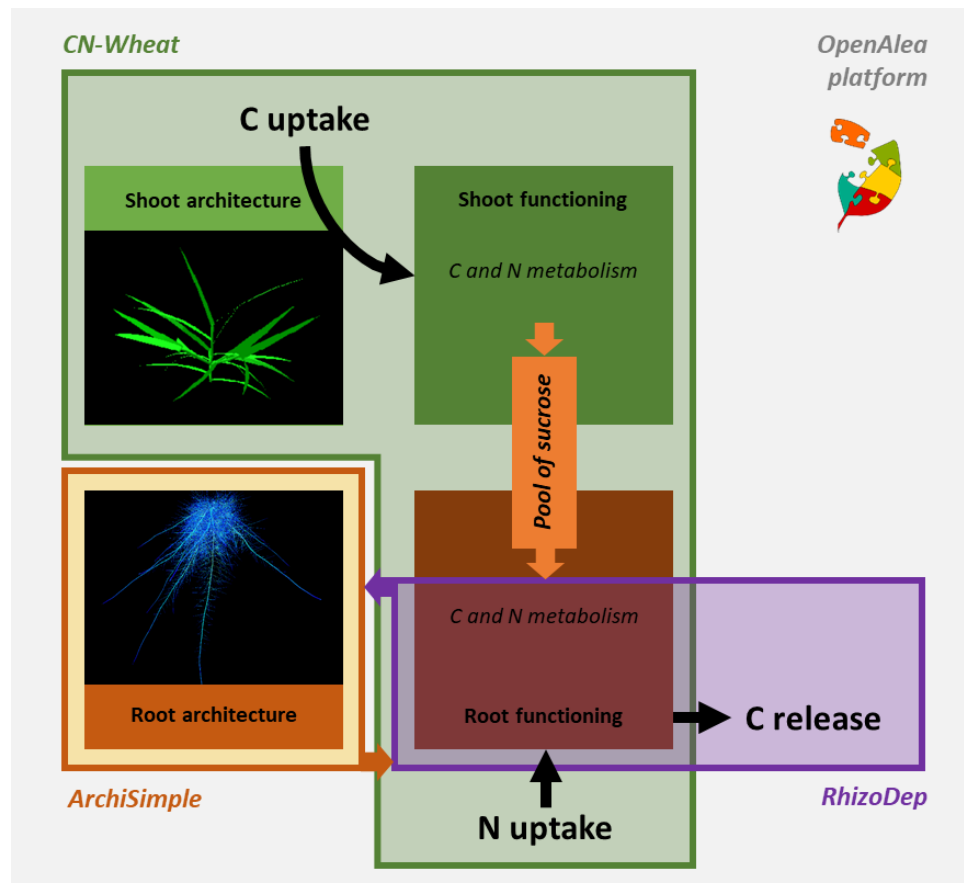 CN-Wheat
OpenAlea
platform
C uptake
Shoot architecture
Shoot functioning
C and N metabolism
Pool of sucrose
C and N metabolism
Root architecture
Root functioning
C release
ArchiSimple
RhizoDep
N uptake